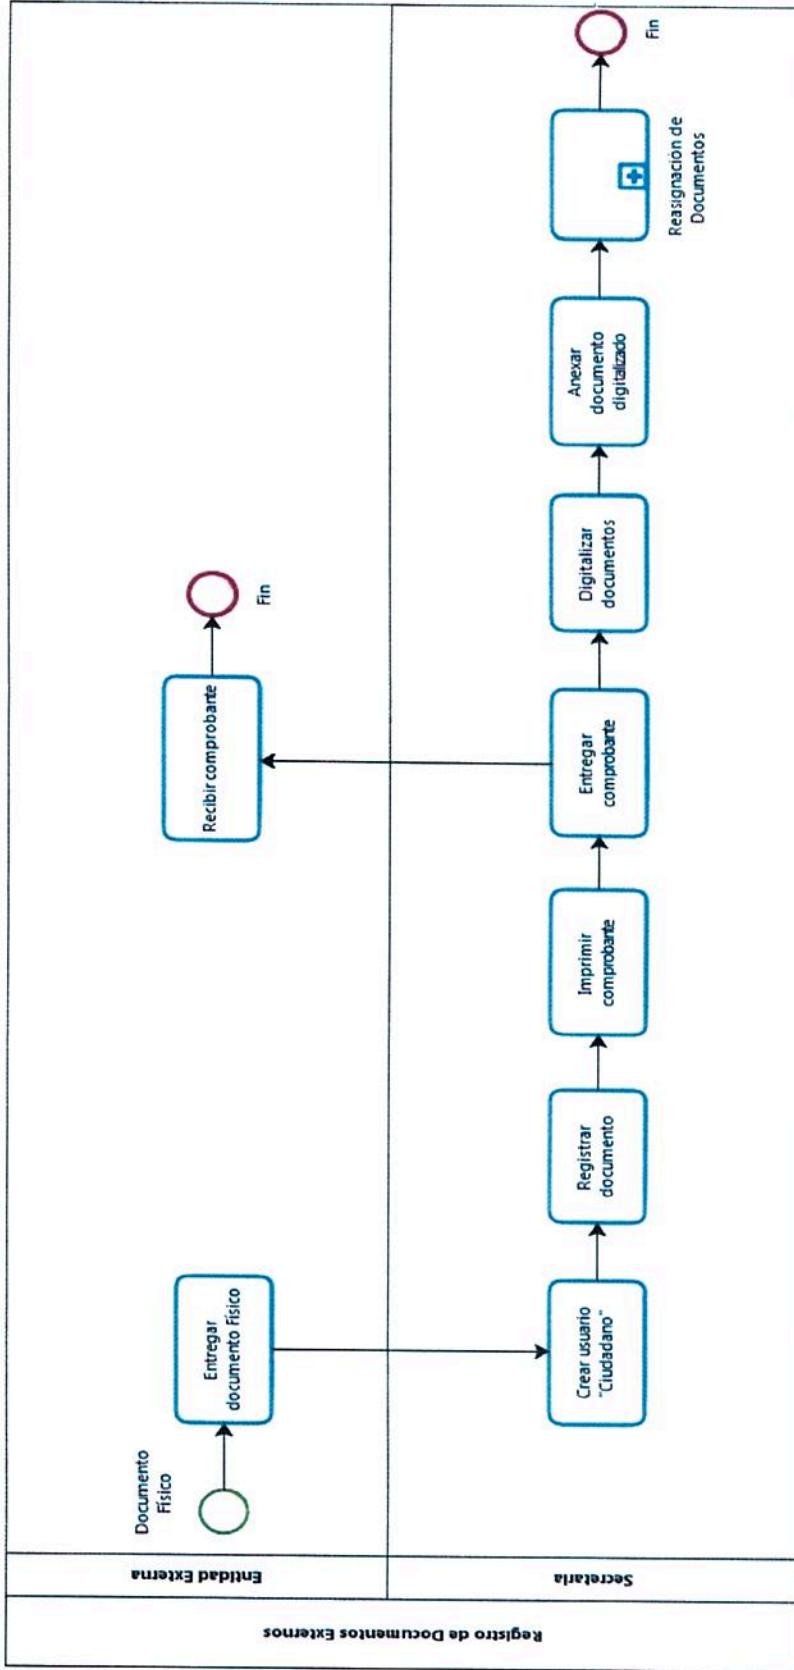 Registro de Documentos Externos
Entidad Externa
Documento
Físico
Entregar
documento Físico
Recibir comprobante
Fin
Secretaria
Crear usuario
"Ciudadano"
Registrar
documento
Imprimir
comprobante
Entregar
comprobante
Digitalizar
documentos
Anexar
documento
digitalizado
Reasignación de
Documentos
Fin